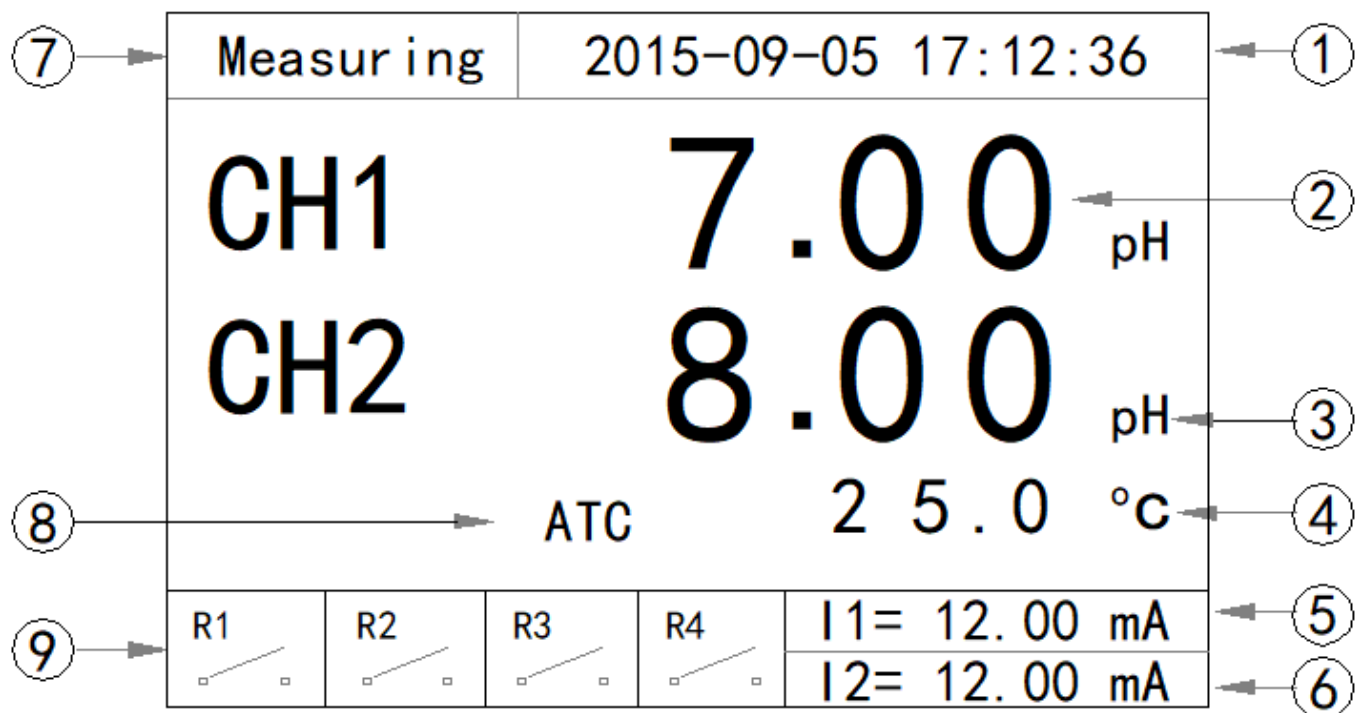 ⑦ Measuring 2015-09-05 17:12:36 ①
CH1 7.00 pH ②
CH2 8.00 pH ③
⑧ ATC 25.0 °C ④
⑨ R1 R2 R3 R4 I1= 12.00 mA ⑤
I2= 12.00 mA ⑥